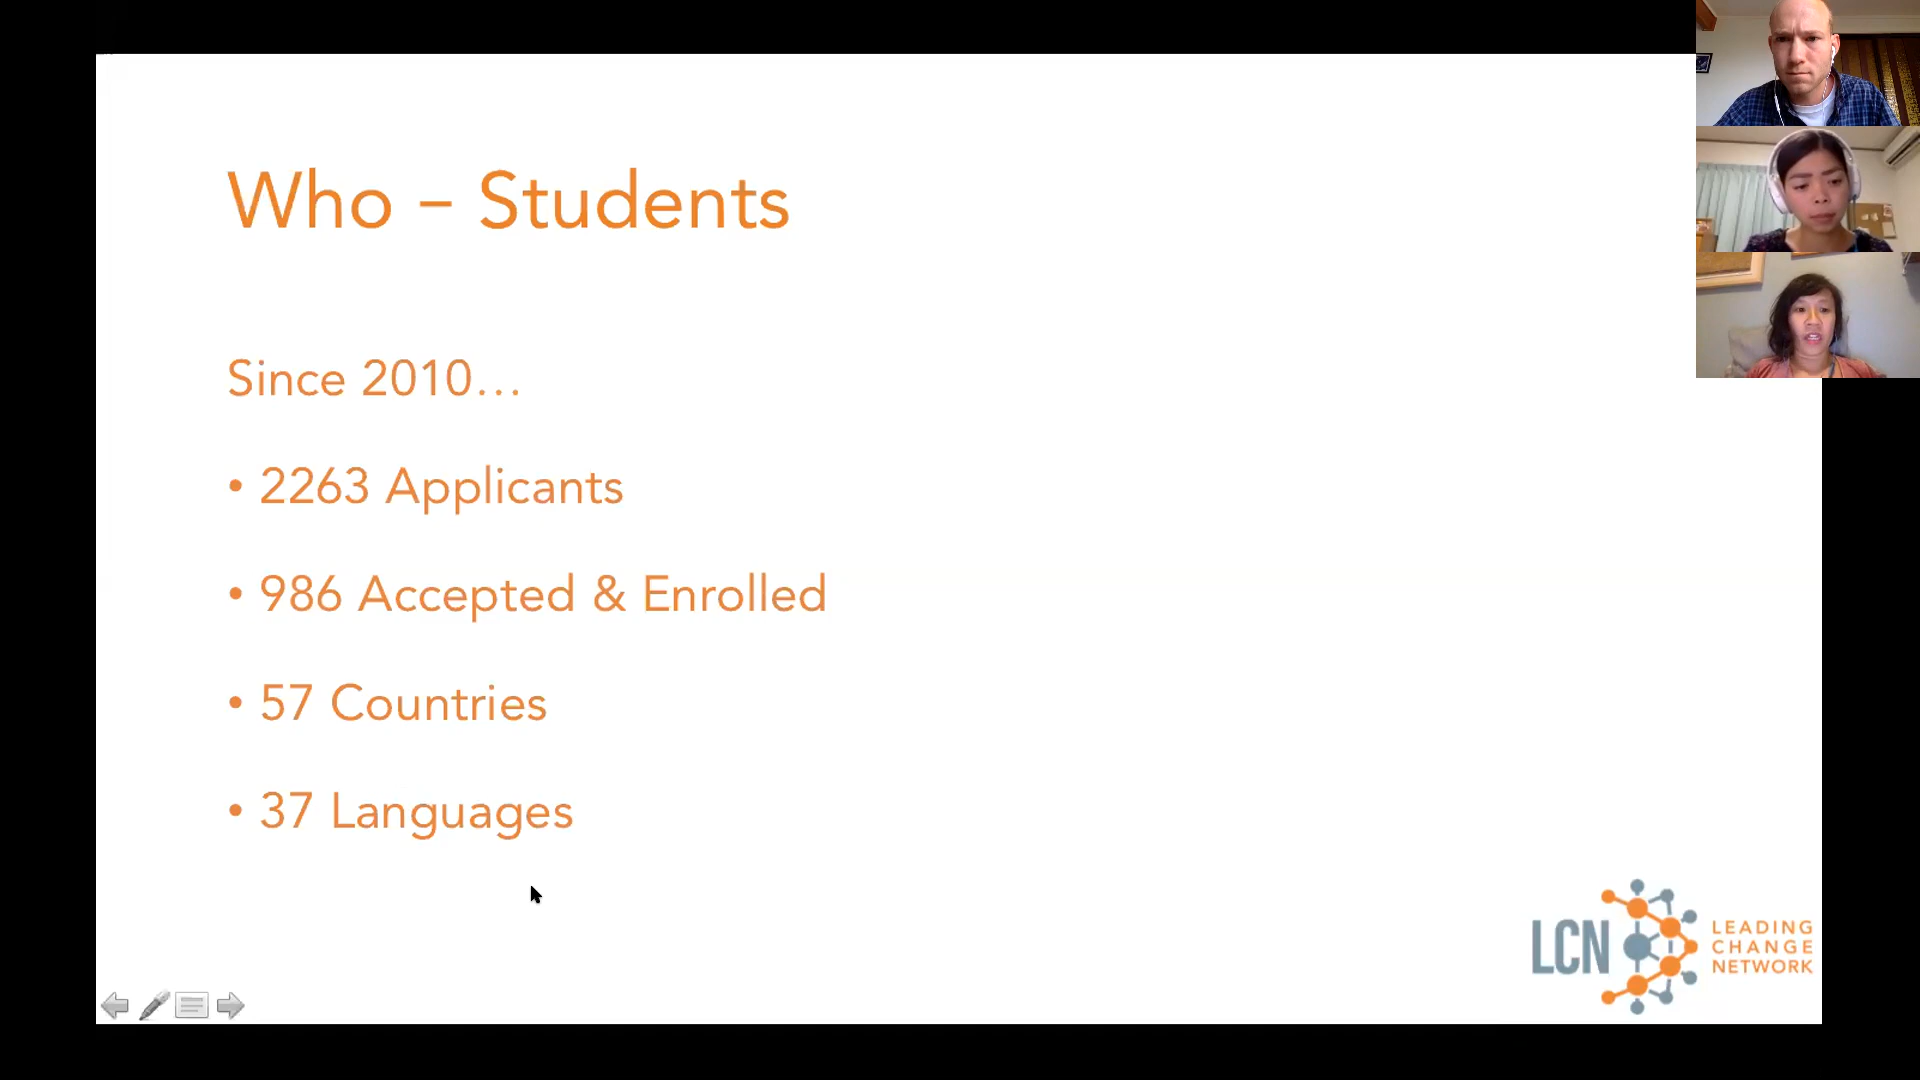 Who – Students
Since 2010…
• 2263 Applicants
• 986 Accepted & Enrolled
• 57 Countries
• 37 Languages
LCN
LEADING
CHANGE
NETWORK